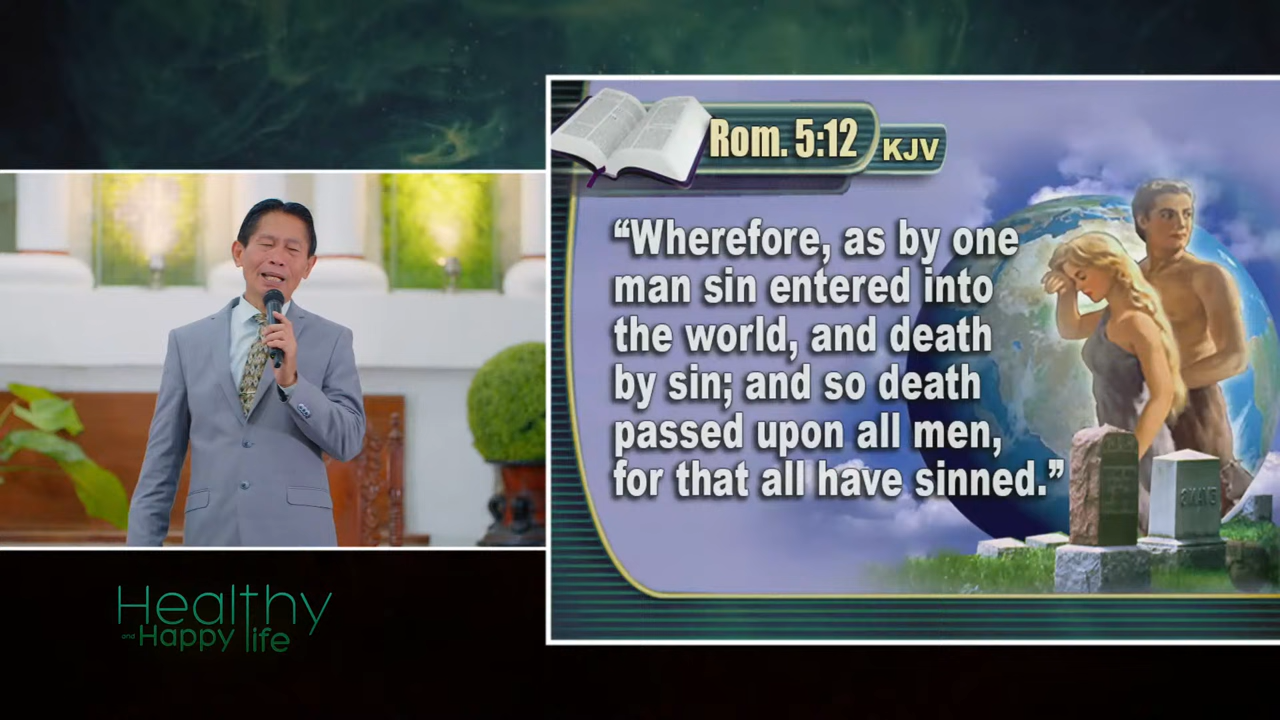 Rom. 5:12
KJV
“Wherefore, as by one
man sin entered into
the world, and death
by sin; and so death
passed upon all men,
for that all have sinned.”
Healthy
and Happy life